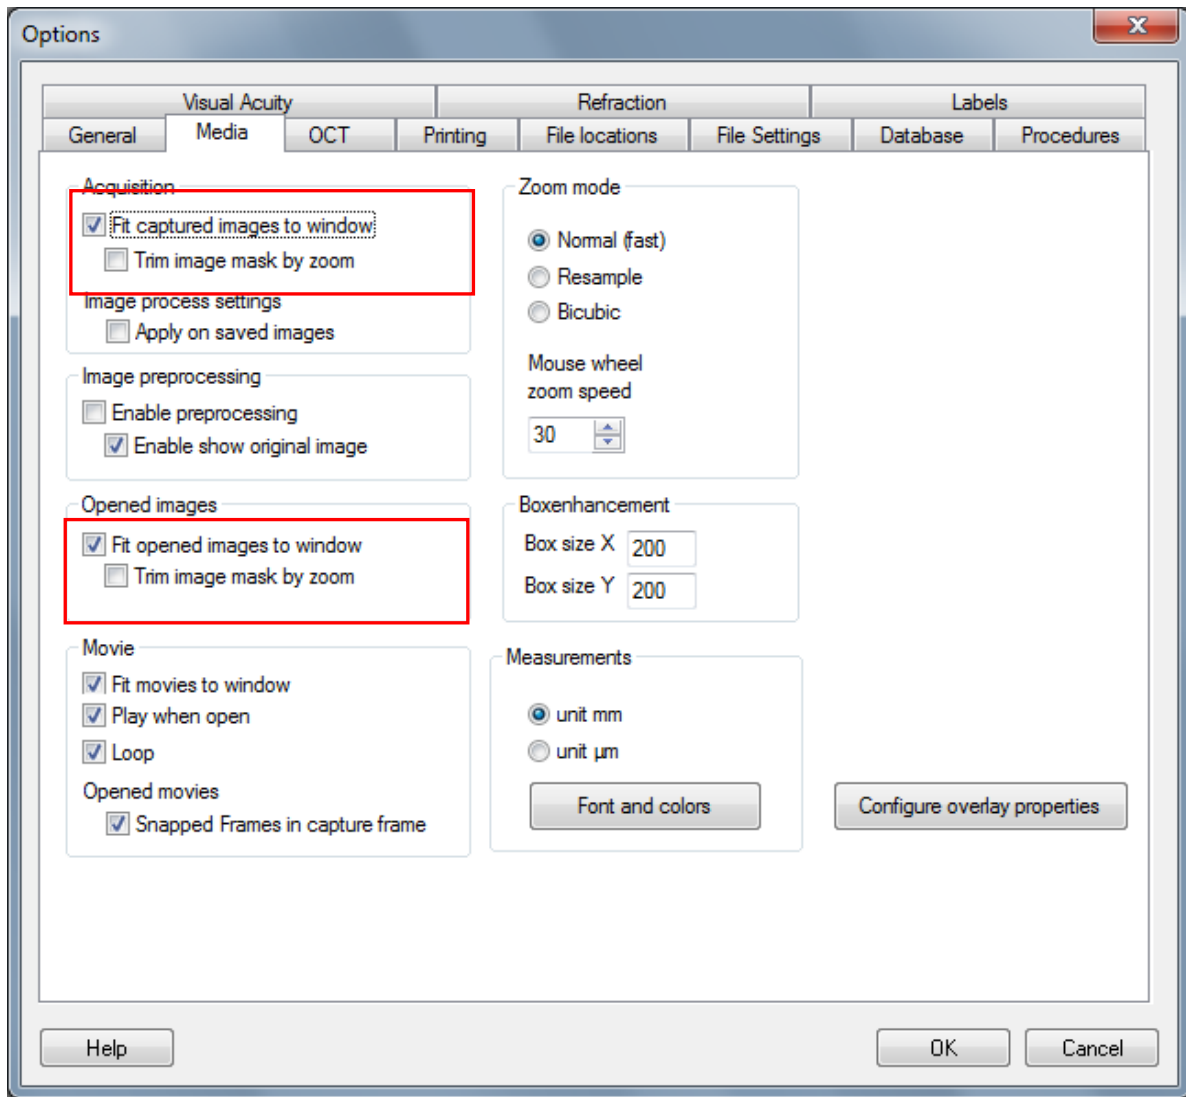 Options
Visual Acuity
Refraction
Labels
General
Media
OCT
Printing
File locations
File Settings
Database
Procedures
Acquisition
Fit captured images to window
Trim image mask by zoom
Image process settings
Apply on saved images
Image preprocessing
Enable preprocessing
Enable show original image
Opened images
Fit opened images to window
Trim image mask by zoom
Movie
Fit movies to window
Play when open
Loop
Opened movies
Snapped Frames in capture frame
Zoom mode
Normal (fast)
Resample
Bicubic
Mouse wheel
zoom speed
30
Boxenhancement
Box size X 200
Box size Y 200
Measurements
unit mm
unit µm
Font and colors
Configure overlay properties
Help
OK
Cancel